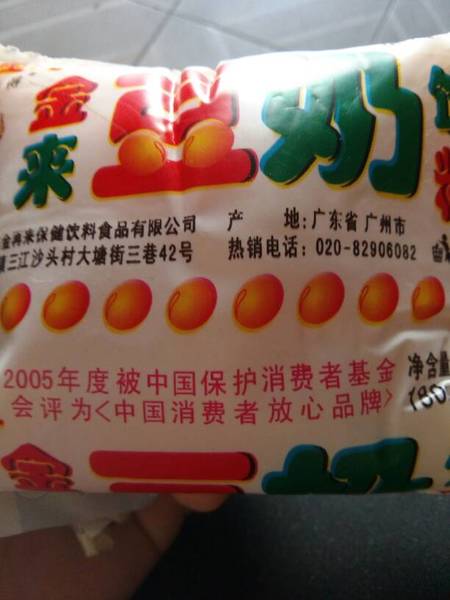 金
来
豆奶
饮
金再来保健饮料食品有限公司
三江沙头村大塘街三巷42号
产 地:广东省 广州市
热销电话: 020-82906082
2005年度被中国保护消费者基金
会评为<中国消费者放心品牌>
净含量